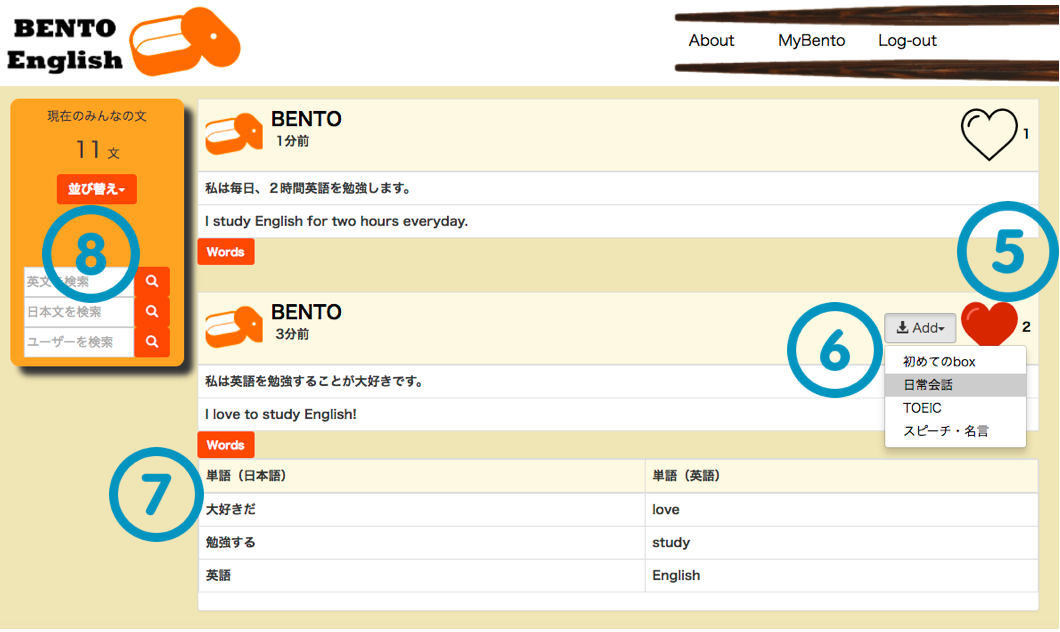 BENTO
English
About MyBento Log-out
現在のみんなの文
11 文
並び替え
8
英文を検索
日本文を検索
ユーザーを検索
BENTO
1分前
1
私は毎日、２時間英語を勉強します。
I study English for two hours everyday.
Words
5
BENTO
3分前
6
Add
2
初めてのbox
日常会話
TOEIC
スピーチ・名言
私は英語を勉強することが大好きです。
I love to study English!
Words
7
単語（日本語） 単語（英語）
大好きだ love
勉強する study
英語 English